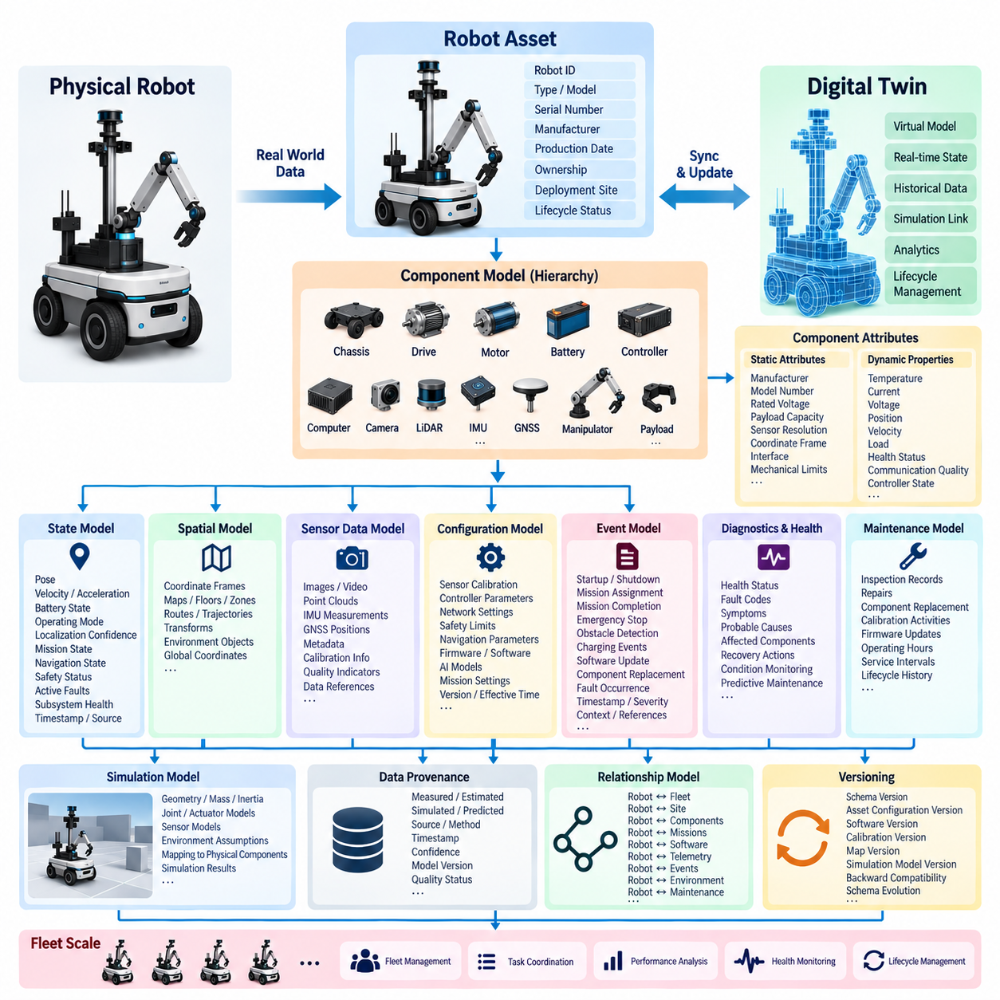 Robot Asset
Robot ID
Type / Model
Serial Number
Manufacturer
Production Date
Ownership
Deployment Site
Lifecycle Status
Physical Robot
Real World
Data
Sync
& Update
Digital Twin
Virtual Model
Real-time State
Historical Data
Simulation Link
Analytics
Lifecycle
Management
Component Model (Hierarchy)
Chassis
Drive
Motor
Battery
Controller
Computer
Camera
LiDAR
IMU
GNSS
Manipulator
Payload
...
...
Component Attributes
Static Attributes
Manufacturer
Model Number
Rated Voltage
Payload Capacity
Sensor Resolution
Coordinate Frame
Interface
Mechanical Limits
...
Dynamic Properties
Temperature
Current
Voltage
Position
Velocity
Load
Health Status
Communication Quality
Controller State
...
State Model
Pose
Velocity / Acceleration
Battery State
Operating Mode
Localization Confidence
Mission State
Navigation State
Safety Status
Active Faults
Subsystem Health
Timestamp / Source
Spatial Model
Coordinate Frames
Maps / Floors / Zones
Routes / Trajectories
Transforms
Environment Objects
Global Coordinates
...
Sensor Data Model
Images / Video
Point Clouds
IMU Measurements
GNSS Positions
Metadata
Calibration Info
Quality Indicators
Data References
...
Configuration Model
Sensor Calibration
Controller Parameters
Network Settings
Safety Limits
Navigation Parameters
Firmware / Software
AI Models
Mission Settings
Version / Effective Time
...
Event Model
Startup / Shutdown
Mission Assignment
Mission Completion
Emergency Stop
Obstacle Detection
Charging Events
Software Update
Component Replacement
Fault Occurrence
Timestamp / Severity
Context / References
...
Diagnostics & Health
Health Status
Fault Codes
Symptoms
Probable Causes
Affected Components
Recovery Actions
Condition Monitoring
Predictive Maintenance
...
Maintenance Model
Inspection Records
Repairs
Component Replacement
Calibration Activities
Firmware Updates
Operating Hours
Service Intervals
Lifecycle History
...
Simulation Model
Geometry / Mass / Inertia
Joint / Actuator Models
Sensor Models
Environment Assumptions
Mapping to Physical Components
Simulation Results
...
Data Provenance
Measured / Estimated
Simulated / Predicted
Source / Method
Timestamp
Confidence
Model Version
Quality Status
...
Relationship Model
Robot ↔ Fleet
Robot ↔ Site
Robot ↔ Components
Robot ↔ Missions
Robot ↔ Software
Robot ↔ Telemetry
Robot ↔ Events
Robot ↔ Environment
Robot ↔ Maintenance
...
Versioning
Schema Version
Asset Configuration Version
Software Version
Calibration Version
Map Version
Simulation Model Version
Backward Compatibility
Schema Evolution
...
Fleet Scale
...
Fleet Management
Task Coordination
Performance Analysis
Health Monitoring
Lifecycle Management